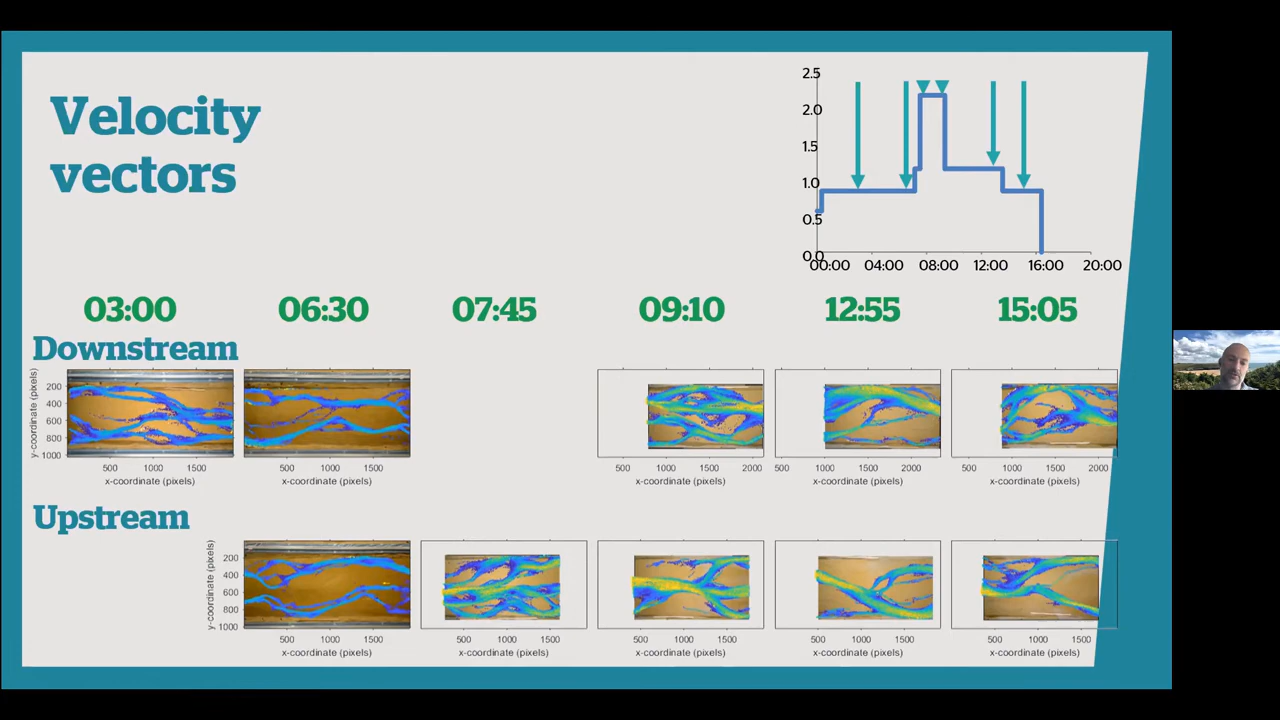 Velocity
vectors
2.5
2.0
1.5
1.0
0.5
0.0
00:00 04:00 08:00 12:00 16:00 20:00
03:00 06:30 07:45 09:10 12:55 15:05
Downstream
y-coordinate (pixels)
200
400
600
800
1000
500 1000 1500
x-coordinate (pixels)
500 1000 1500
x-coordinate (pixels)
500 1000 1500 2000
x-coordinate (pixels)
500 1000 1500 2000
x-coordinate (pixels)
500 1000 1500 2000
x-coordinate (pixels)
Upstream
y-coordinate (pixels)
200
400
600
800
1000
500 1000 1500
x-coordinate (pixels)
500 1000 1500
x-coordinate (pixels)
500 1000 1500
x-coordinate (pixels)
500 1000 1500
x-coordinate (pixels)
500 1000 1500
x-coordinate (pixels)